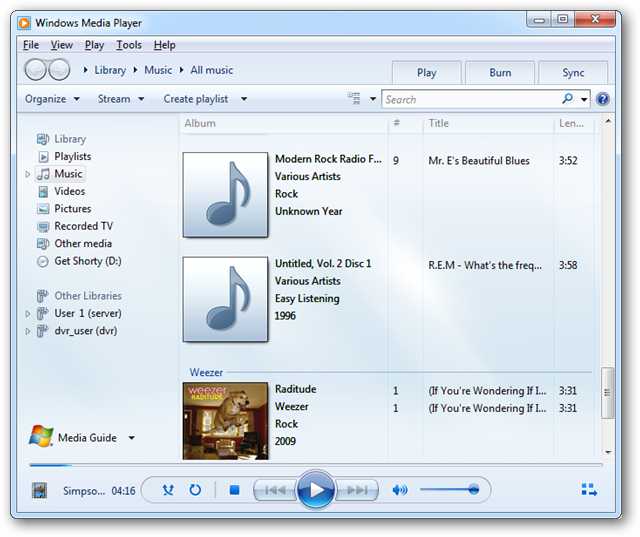 Windows Media Player
File View Play Tools Help
Library Music All music Play Burn Sync
Organize Stream Create playlist Search
Album # Title Len...
Library
Playlists
Music
Videos
Pictures
Recorded TV
Other media
Get Shorty (D:)
Other Libraries
User 1 (server)
dvr_user (dvr)
Media Guide
Modern Rock Radio F... 9 Mr. E's Beautiful Blues 3:52
Various Artists
Rock
Unknown Year
Untitled, Vol. 2 Disc 1 R.E.M - What's the freq... 3:58
Various Artists
Easy Listening
1996
Weezer
weezer
RADITUDE
Raditude 1 (If You're Wondering If I... 3:31
Weezer 1 (If You're Wondering If I... 3:31
Rock
2009
Simpso... 04:16